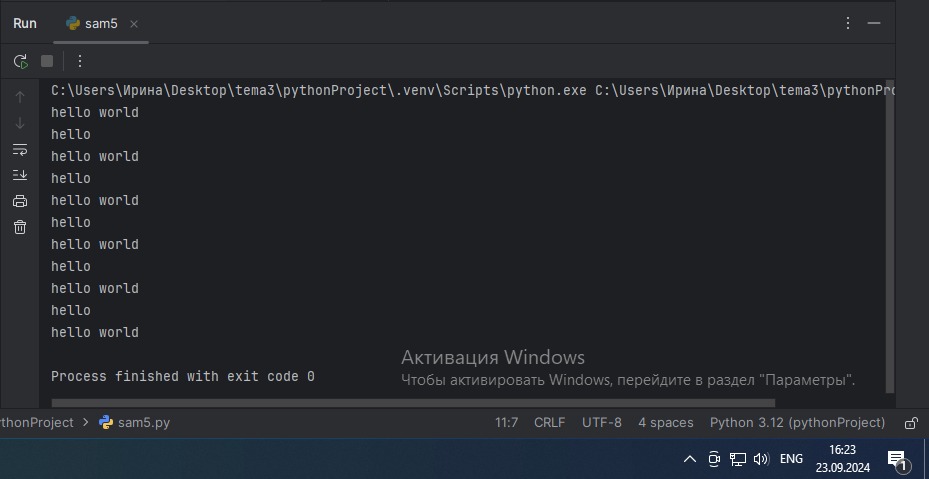 Run sam5
C:\Users\Ирина\Desktop\tema3\pythonProject\.venv\Scripts\python.exe C:\Users\Ирина\Desktop\tema3\pythonPro
hello world
hello
hello world
hello
hello world
hello
hello world
hello
hello world
hello
hello world
Активация Windows
Process finished with exit code 0
Чтобы активировать Windows, перейдите в раздел "Параметры".
ythonProject > sam5.py 11:7 CRLF UTF-8 4 spaces Python 3.12 (pythonProject)
16:23
ENG
23.09.2024
1